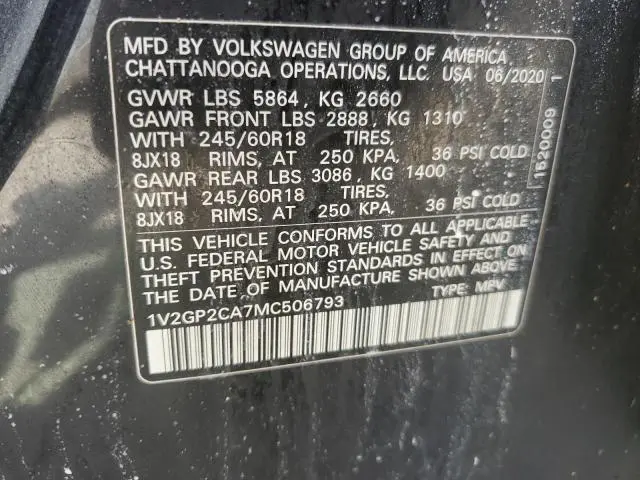 MFD BY VOLKSWAGEN GROUP OF AMERICA
CHATTANOOGA OPERATIONS, LLC. USA 06/2020 1
GVWR LBS 5864, KG 2660
GAWR FRONT LBS 2888, KG 1310
WITH 245/60R18 TIRES,
8JX18 RIMS, AT 250 KPA, 36 PSI COLD
GAWR REAR LBS 3086, KG 1400
WITH 245/60R18 TIRES,
8JX18 RIMS, AT 250 KPA, 36 PSI COLD
THIS VEHICLE CONFORMS TO ALL APPLICABLE
U.S. FEDERAL MOTOR VEHICLE SAFETY AND
THEFT PREVENTION STANDARDS IN EFFECT ON
THE DATE OF MANUFACTURE SHOWN ABOVE.
1V2GP2CA7MC506793 TYPE: MPV
1520009